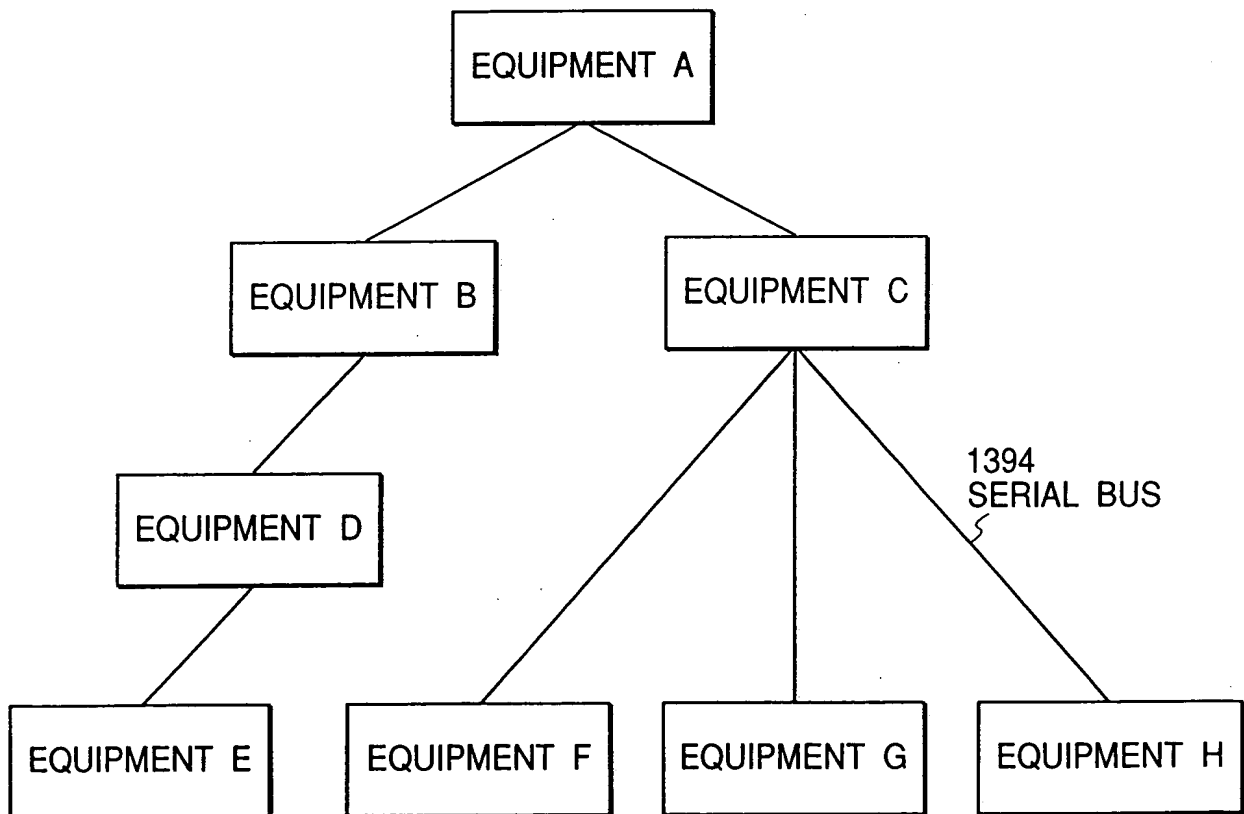 EQUIPMENT A
EQUIPMENT B
EQUIPMENT C
1394
SERIAL BUS
EQUIPMENT D
EQUIPMENT E
EQUIPMENT F
EQUIPMENT G
EQUIPMENT H